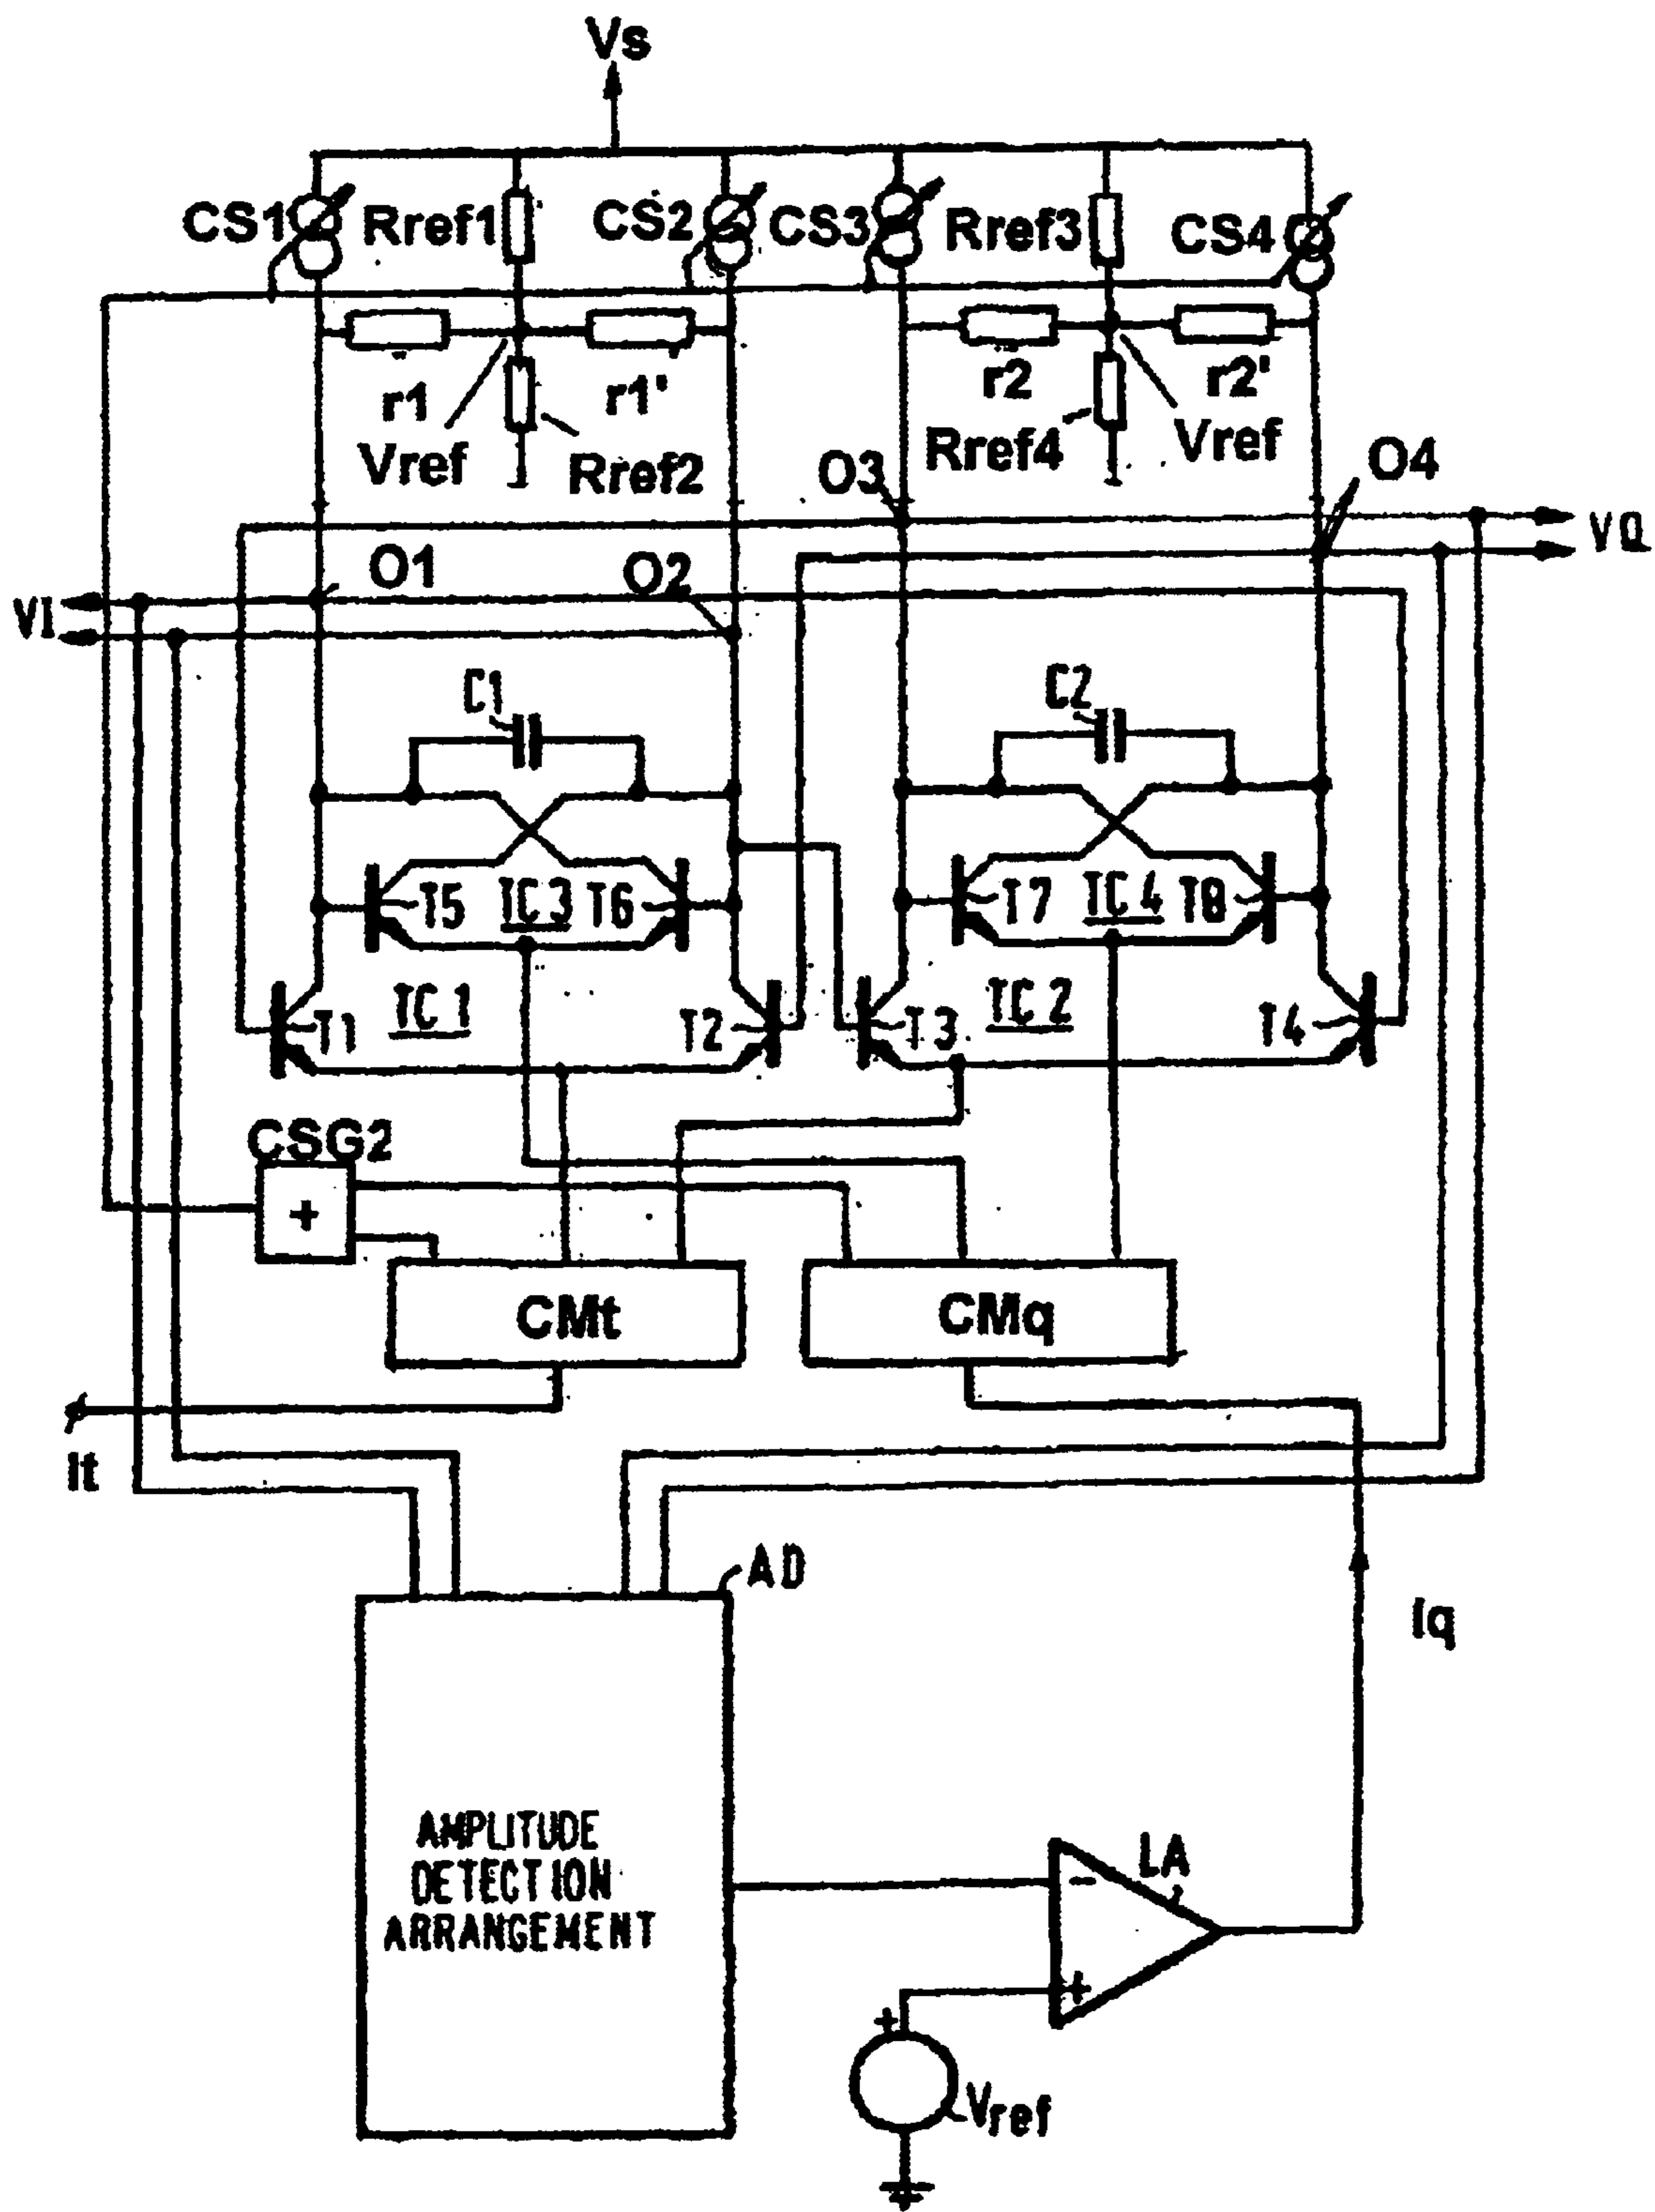 Vs
CS1
Rref1
CS2
CS3
Rref3
CS4
r1
r1'
r2
r2'
Vref
Rref2
Rref4
Vref
O3
O4
VQ
O1
O2
VI
C1
C2
T5
TC3
T6
T7
TC4
T8
T1
TC1
T2
T3
TC2
T4
CSG2
+
CMt
CMq
It
AD
Iq
AMPLITUDE
DETECTION
ARRANGEMENT
LA
-
+
+
Vref